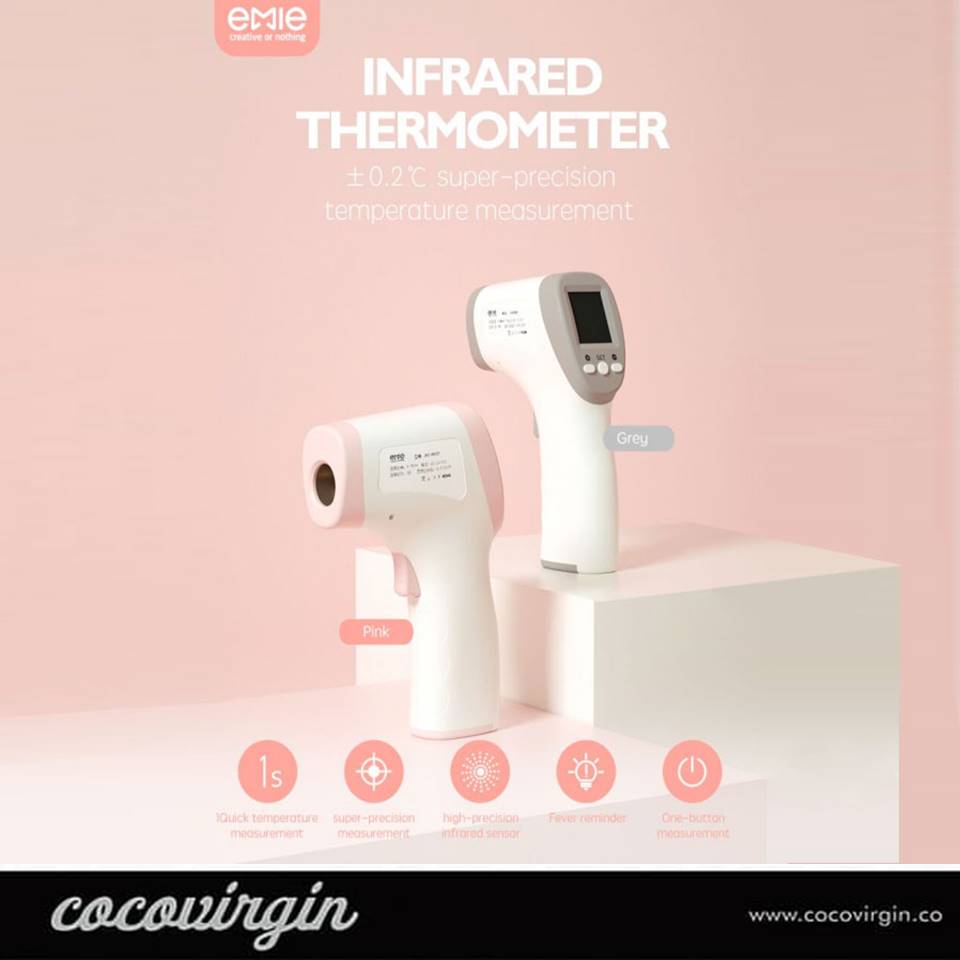 emie
creative or nothing
INFRARED
THERMOMETER
±0.2℃ super-precision
temperature measurement
SET
Grey
Pink
1s
1Quick temperature
measurement
super-precision
measurement
high-precision
infrared sensor
Fever reminder
One-button
measurement
cocovirgin
www.cocovirgin.co